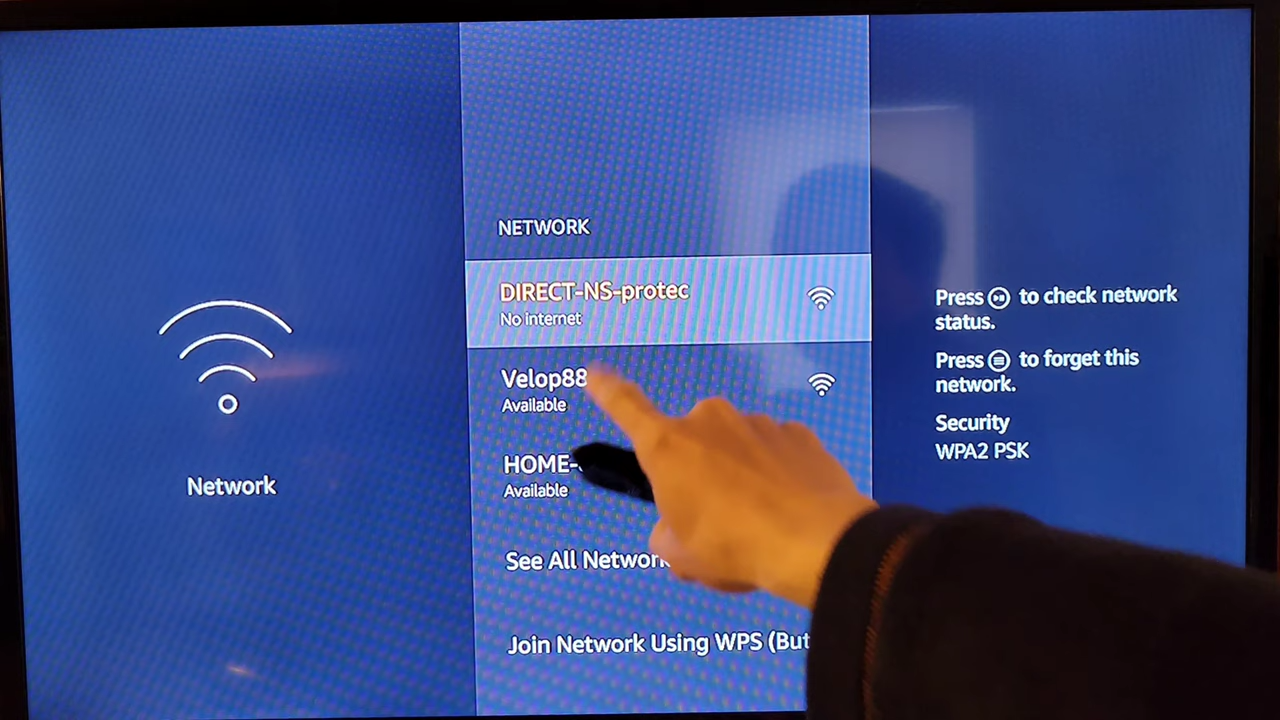 NETWORK
DIRECT-NS-protec
No internet
Velop88
Available
HOME-
Available
See All Network
Join Network Using WPS (But
Network
Press to check network
status.
Press to forget this
network.
Security
WPA2 PSK